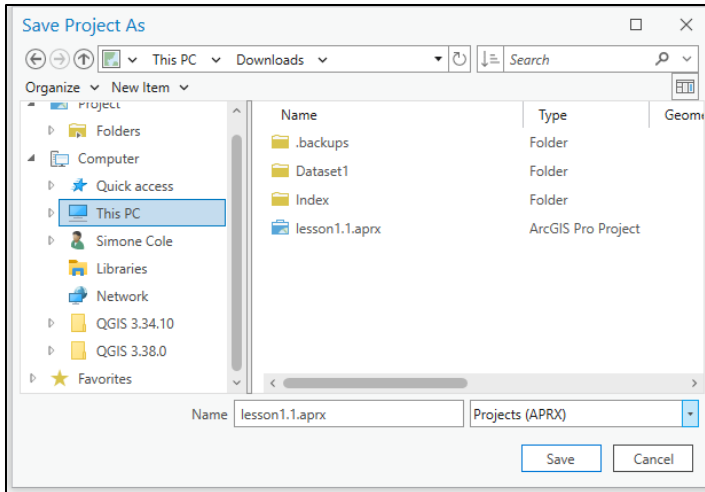 Save Project As
This PC Downloads Search
Organize New Item
Project
Folders
Computer
Quick access
This PC
Simone Cole
Libraries
Network
QGIS 3.34.10
QGIS 3.38.0
Favorites
Name Type Geom
.backups Folder
Dataset1 Folder
Index Folder
lesson1.1.aprx ArcGIS Pro Project
Name lesson1.1.aprx Projects (APRX)
Save Cancel